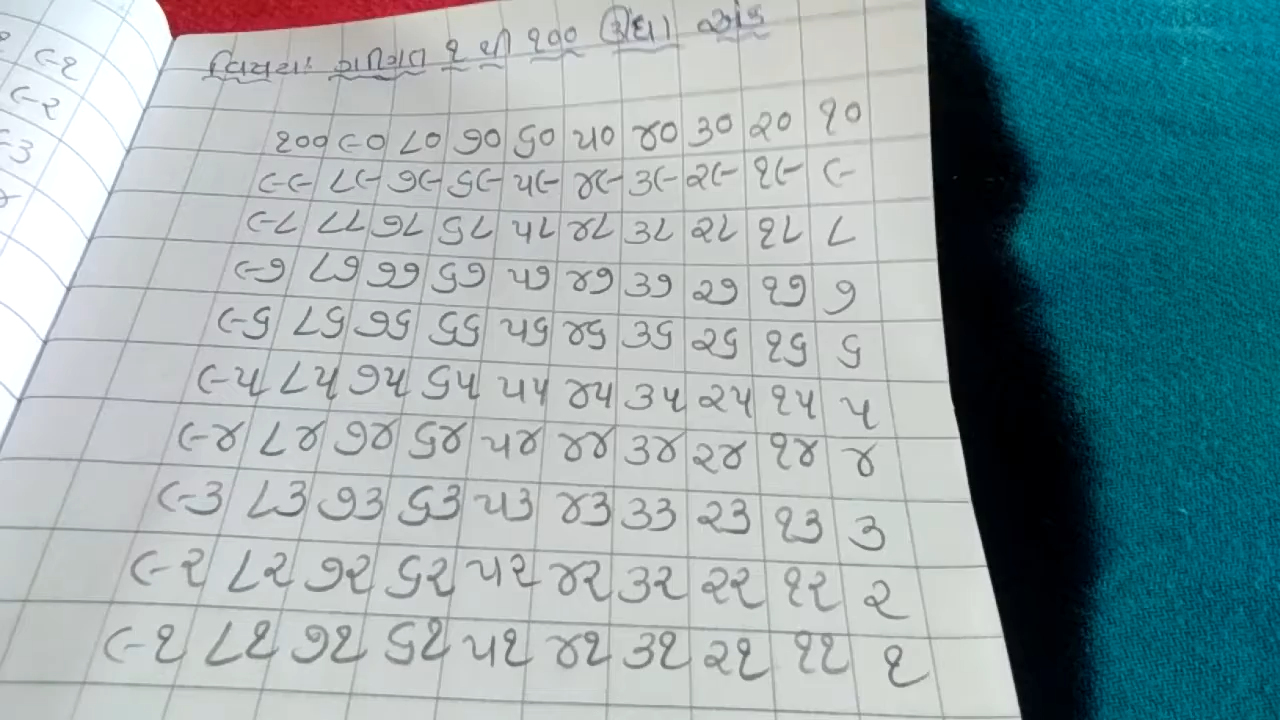 વિષય: ગણિત ૧ થી ૧૦૦ ઊંધા અંક
૧૦૦ ૯૦ ૮૦ ૭૦ ૬૦ ૫૦ ૪૦ ૩૦ ૨૦ ૧૦
૯૯ ૮૯ ૭૯ ૬૯ ૫૯ ૪૯ ૩૯ ૨૯ ૧૯ ૯
૯૮ ૮૮ ૭૮ ૬૮ ૫૮ ૪૮ ૩૮ ૨૮ ૧૮ ૮
૯૭ ૮૭ ૭૭ ૬૭ ૫૭ ૪૭ ૩૭ ૨૭ ૧૭ ૭
૯૬ ૮૬ ૭૬ ૬૬ ૫૬ ૪૬ ૩૬ ૨૬ ૧૬ ૬
૯૫ ૮૫ ૭૫ ૬૫ ૫૫ ૪૫ ૩૫ ૨૫ ૧૫ ૫
૯૪ ૮૪ ૭૪ ૬૪ ૫૪ ૪૪ ૩૪ ૨૪ ૧૪ ૪
૯૩ ૮૩ ૭૩ ૬૩ ૫૩ ૪૩ ૩૩ ૨૩ ૧૩ ૩
૯૨ ૮૨ ૭૨ ૬૨ ૫૨ ૪૨ ૩૨ ૨૨ ૧૨ ૨
૯૧ ૮૧ ૭૧ ૬૧ ૫૧ ૪૧ ૩૧ ૨૧ ૧૧ ૧
૯૧
૯૨